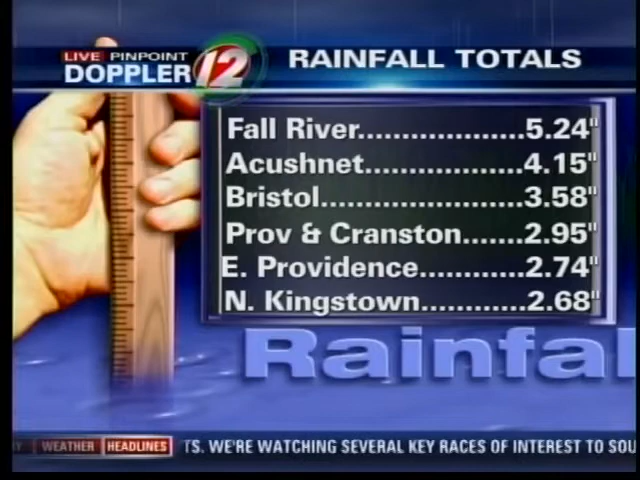 LIVE PINPOINT
DOPPLER 12
RAINFALL TOTALS
Fall River...................5.24"
Acushnet...................4.15"
Bristol........................3.58"
Prov & Cranston.......2.95"
E. Providence............2.74"
N. Kingstown............2.68"
Rainfal
WEATHER HEADLINES TS. WE'RE WATCHING SEVERAL KEY RACES OF INTEREST TO SOU